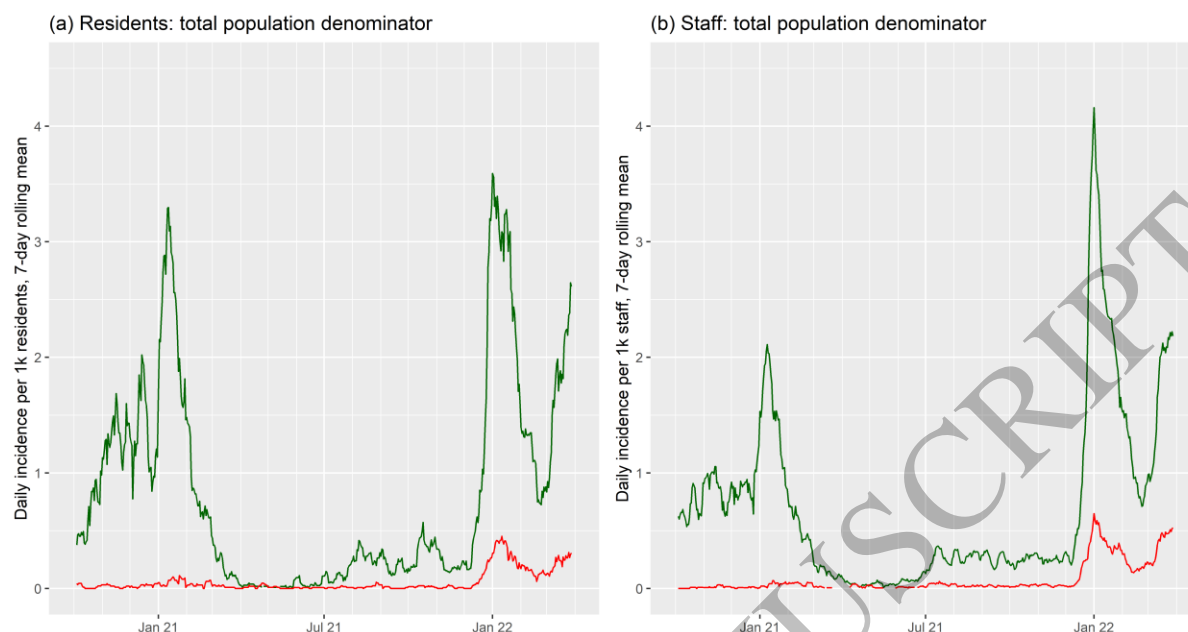 (a) Residents: total population denominator
Daily incidence per 1k residents, 7-day rolling mean
4
3
2
1
0
Jan 21
Jul 21
Jan 22
(b) Staff: total population denominator
Daily incidence per 1k staff, 7-day rolling mean
4
3
2
1
0
Jan 21
Jul 21
Jan 22
USCRIPT